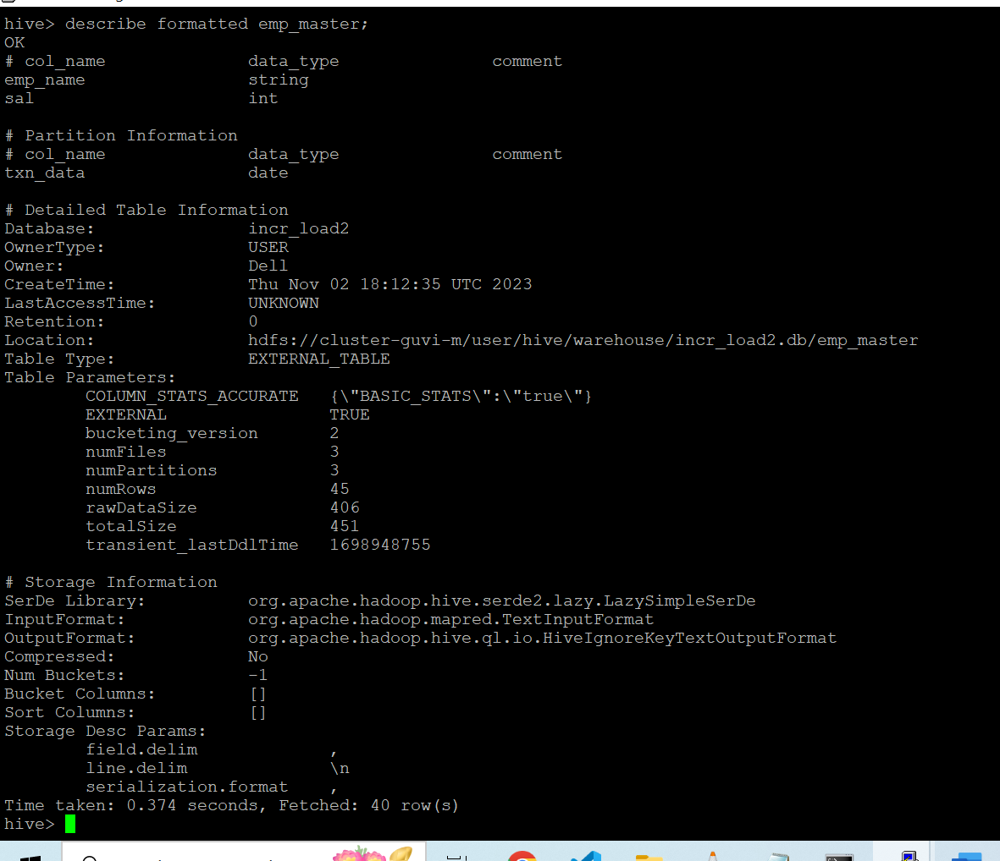 hive> describe formatted emp_master;
OK
# col_name data_type comment
emp_name string
sal int
# Partition Information
# col_name data_type comment
txn_data date
# Detailed Table Information
Database: incr_load2
OwnerType: USER
Owner: Dell
CreateTime: Thu Nov 02 18:12:35 UTC 2023
LastAccessTime: UNKNOWN
Retention: 0
Location: hdfs://cluster-guvi-m/user/hive/warehouse/incr_load2.db/emp_master
Table Type: EXTERNAL_TABLE
Table Parameters:
COLUMN_STATS_ACCURATE {\"BASIC_STATS\":\"true\"}
EXTERNAL TRUE
bucketing_version 2
numFiles 3
numPartitions 3
numRows 45
rawDataSize 406
totalSize 451
transient_lastDdlTime 1698948755
# Storage Information
SerDe Library: org.apache.hadoop.hive.serde2.lazy.LazySimpleSerDe
InputFormat: org.apache.hadoop.mapred.TextInputFormat
OutputFormat: org.apache.hadoop.hive.ql.io.HiveIgnoreKeyTextOutputFormat
Compressed: No
Num Buckets: -1
Bucket Columns: []
Sort Columns: []
Storage Desc Params:
field.delim ,
line.delim \n
serialization.format ,
Time taken: 0.374 seconds, Fetched: 40 row(s)
hive>